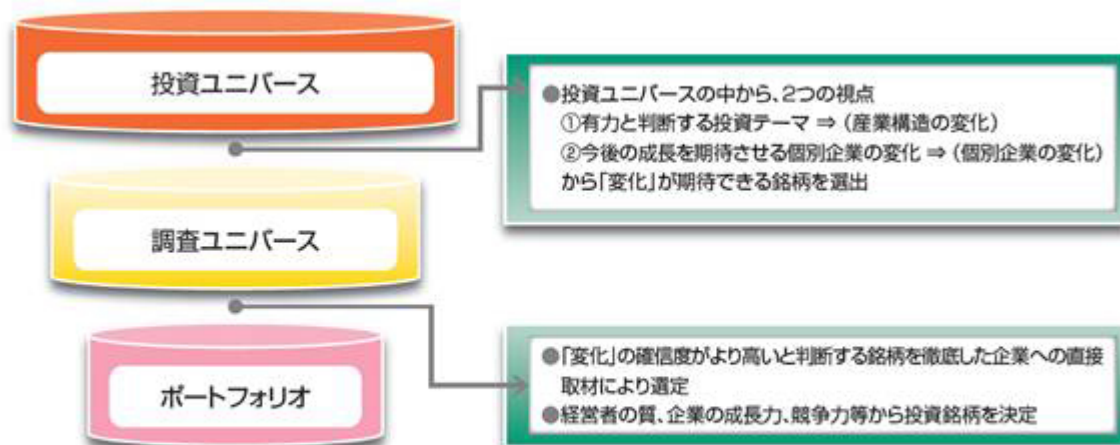 投資ユニバース
●投資ユニバースの中から、2つの視点
①有力と判断する投資テーマ ⇒ (産業構造の変化)
②今後の成長を期待させる個別企業の変化 ⇒ (個別企業の変化)
から「変化」が期待できる銘柄を選出
調査ユニバース
ポートフォリオ
●「変化」の確信度がより高いと判断する銘柄を徹底した企業への直接
取材により選定
●経営者の質、企業の成長力、競争力等から投資銘柄を決定